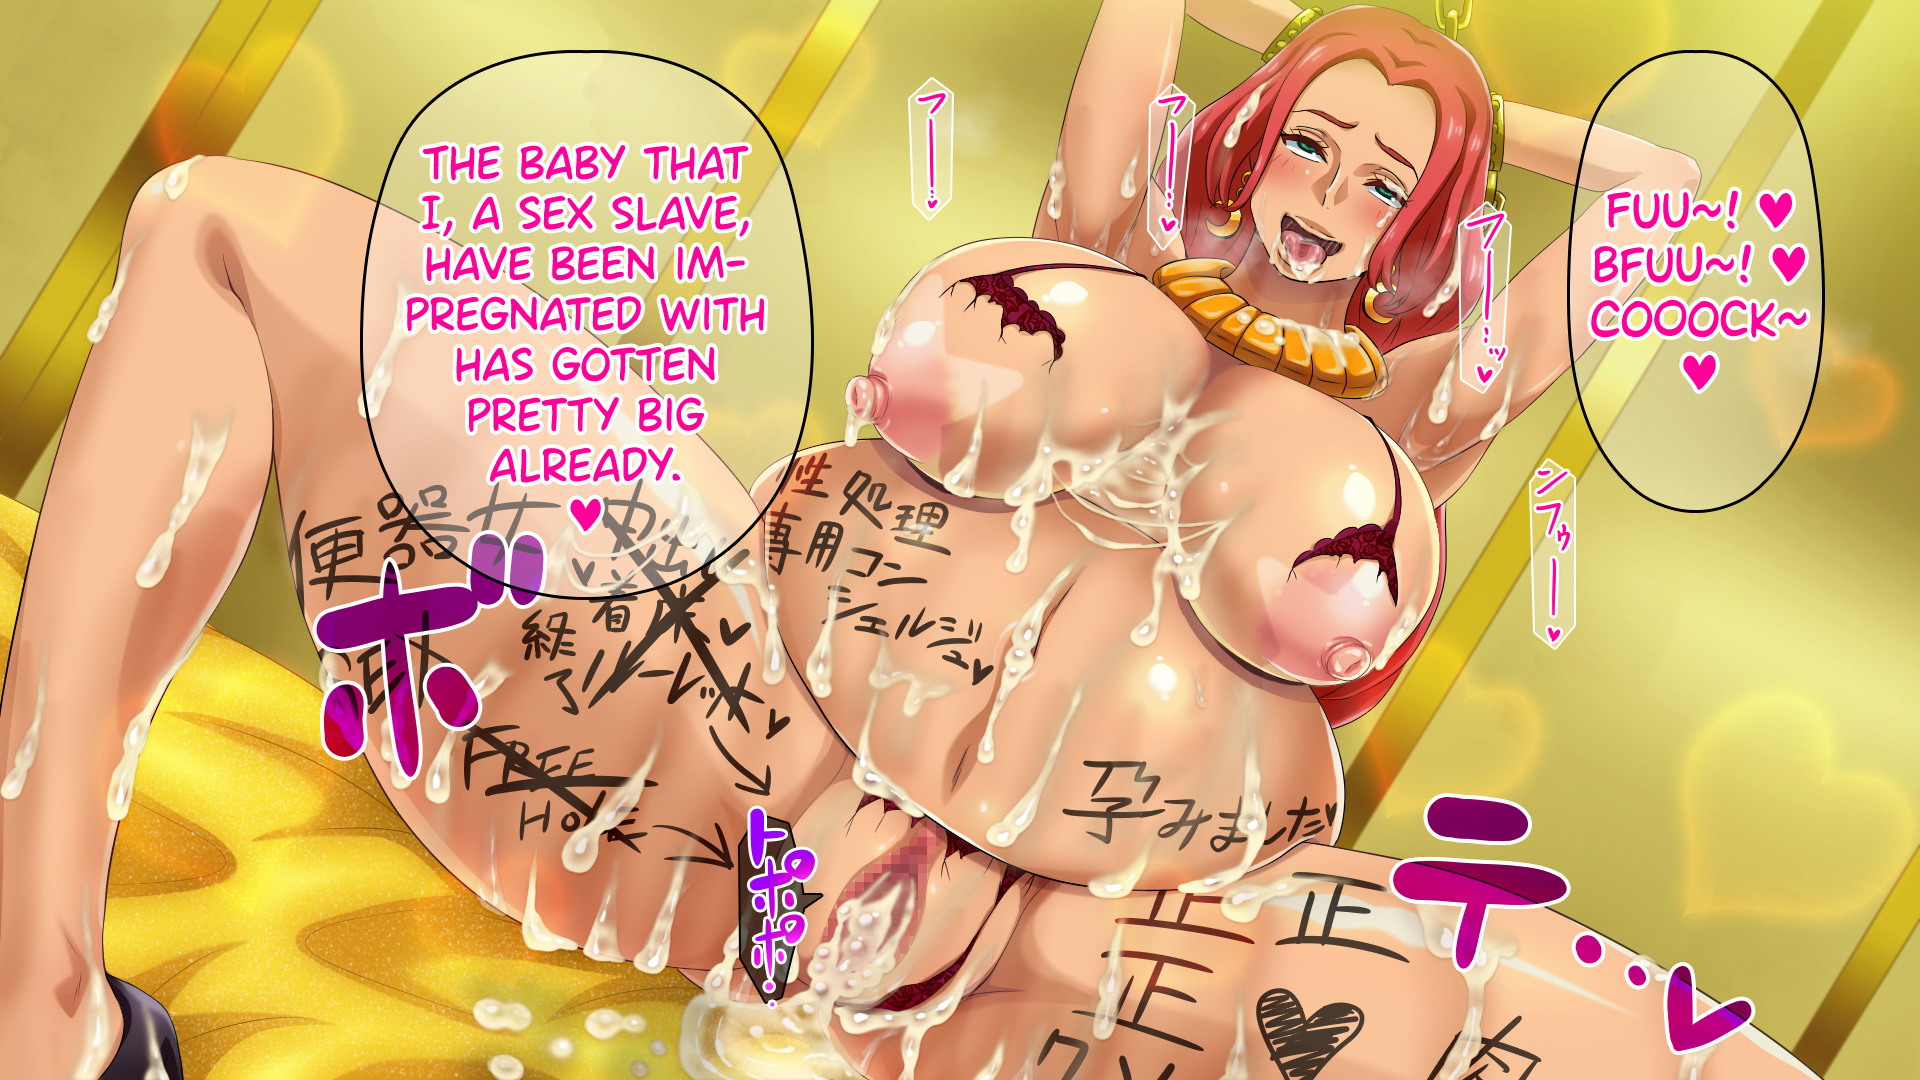 THE BABY THAT
I, A SEX SLAVE,
HAVE BEEN IM-
PREGNATED WITH
HAS GOTTEN
PRETTY BIG
ALREADY.
♥
FUU~! ♥
BFUU~! ♥
COOOCK~
♥
フー…♥
フー…♥
フー…ッ♥
ンフゥー♥
便器女
性処理
専用コン
シェルジュ♥
終着
了
FREE
HOLE
孕みました♥
正正
正
肉
ボ
テ…♥
トポポポ…